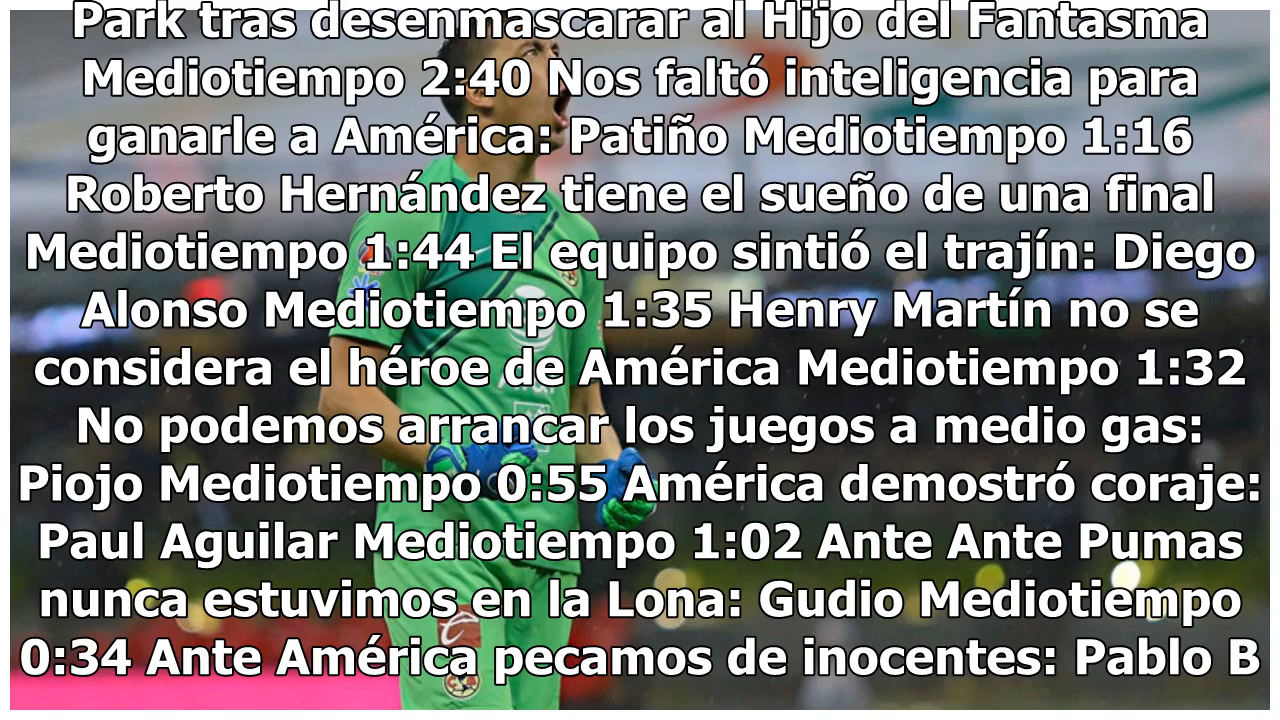 Park tras desenmascarar al Hijo del Fantasma
Mediotiempo 2:40 Nos faltó inteligencia para
ganarle a América: Patiño Mediotiempo 1:16
Roberto Hernández tiene el sueño de una final
Mediotiempo 1:44 El equipo sintió el trajín: Diego
Alonso Mediotiempo 1:35 Henry Martín no se
considera el héroe de América Mediotiempo 1:32
No podemos arrancar los juegos a medio gas:
Piojo Mediotiempo 0:55 América demostró coraje:
Paul Aguilar Mediotiempo 1:02 Ante Ante Pumas
nunca estuvimos en la Lona: Gudio Mediotiempo
0:34 Ante América pecamos de inocentes: Pablo B